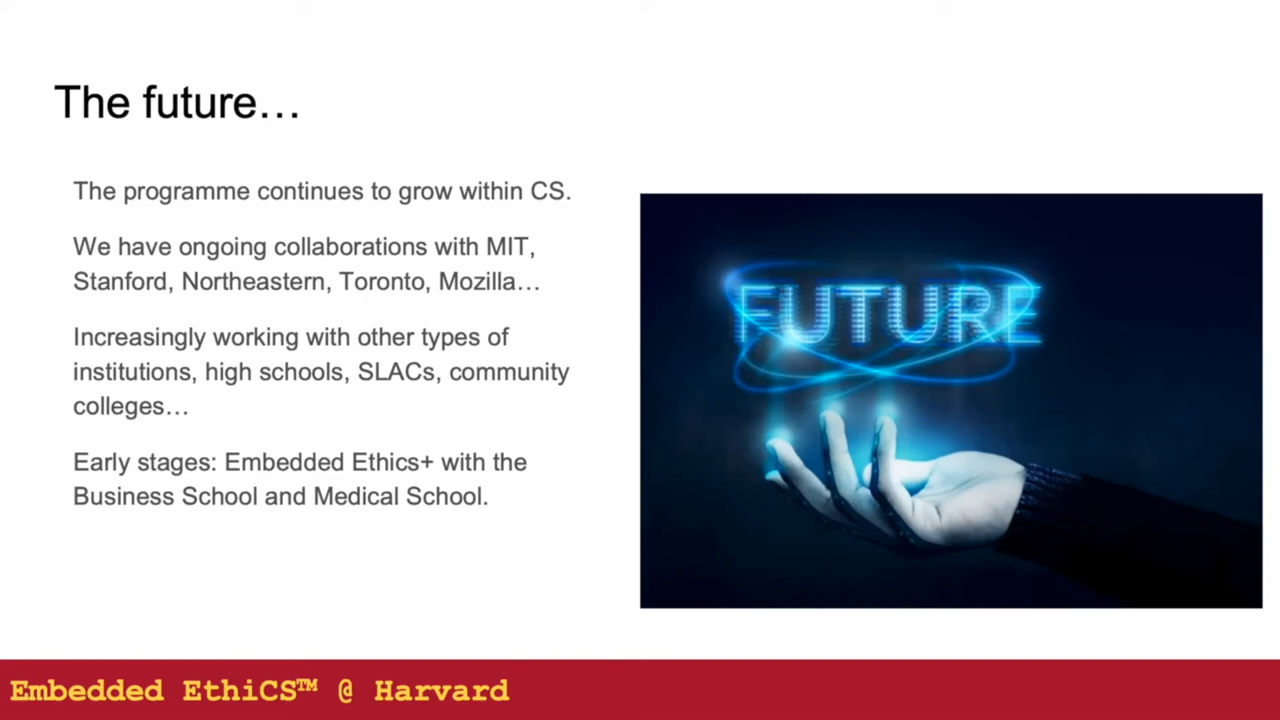 The future…
The programme continues to grow within CS.
We have ongoing collaborations with MIT,
Stanford, Northeastern, Toronto, Mozilla…
Increasingly working with other types of
institutions, high schools, SLACs, community
colleges…
Early stages: Embedded Ethics+ with the
Business School and Medical School.
FUTURE
Embedded EthiCS™ @ Harvard